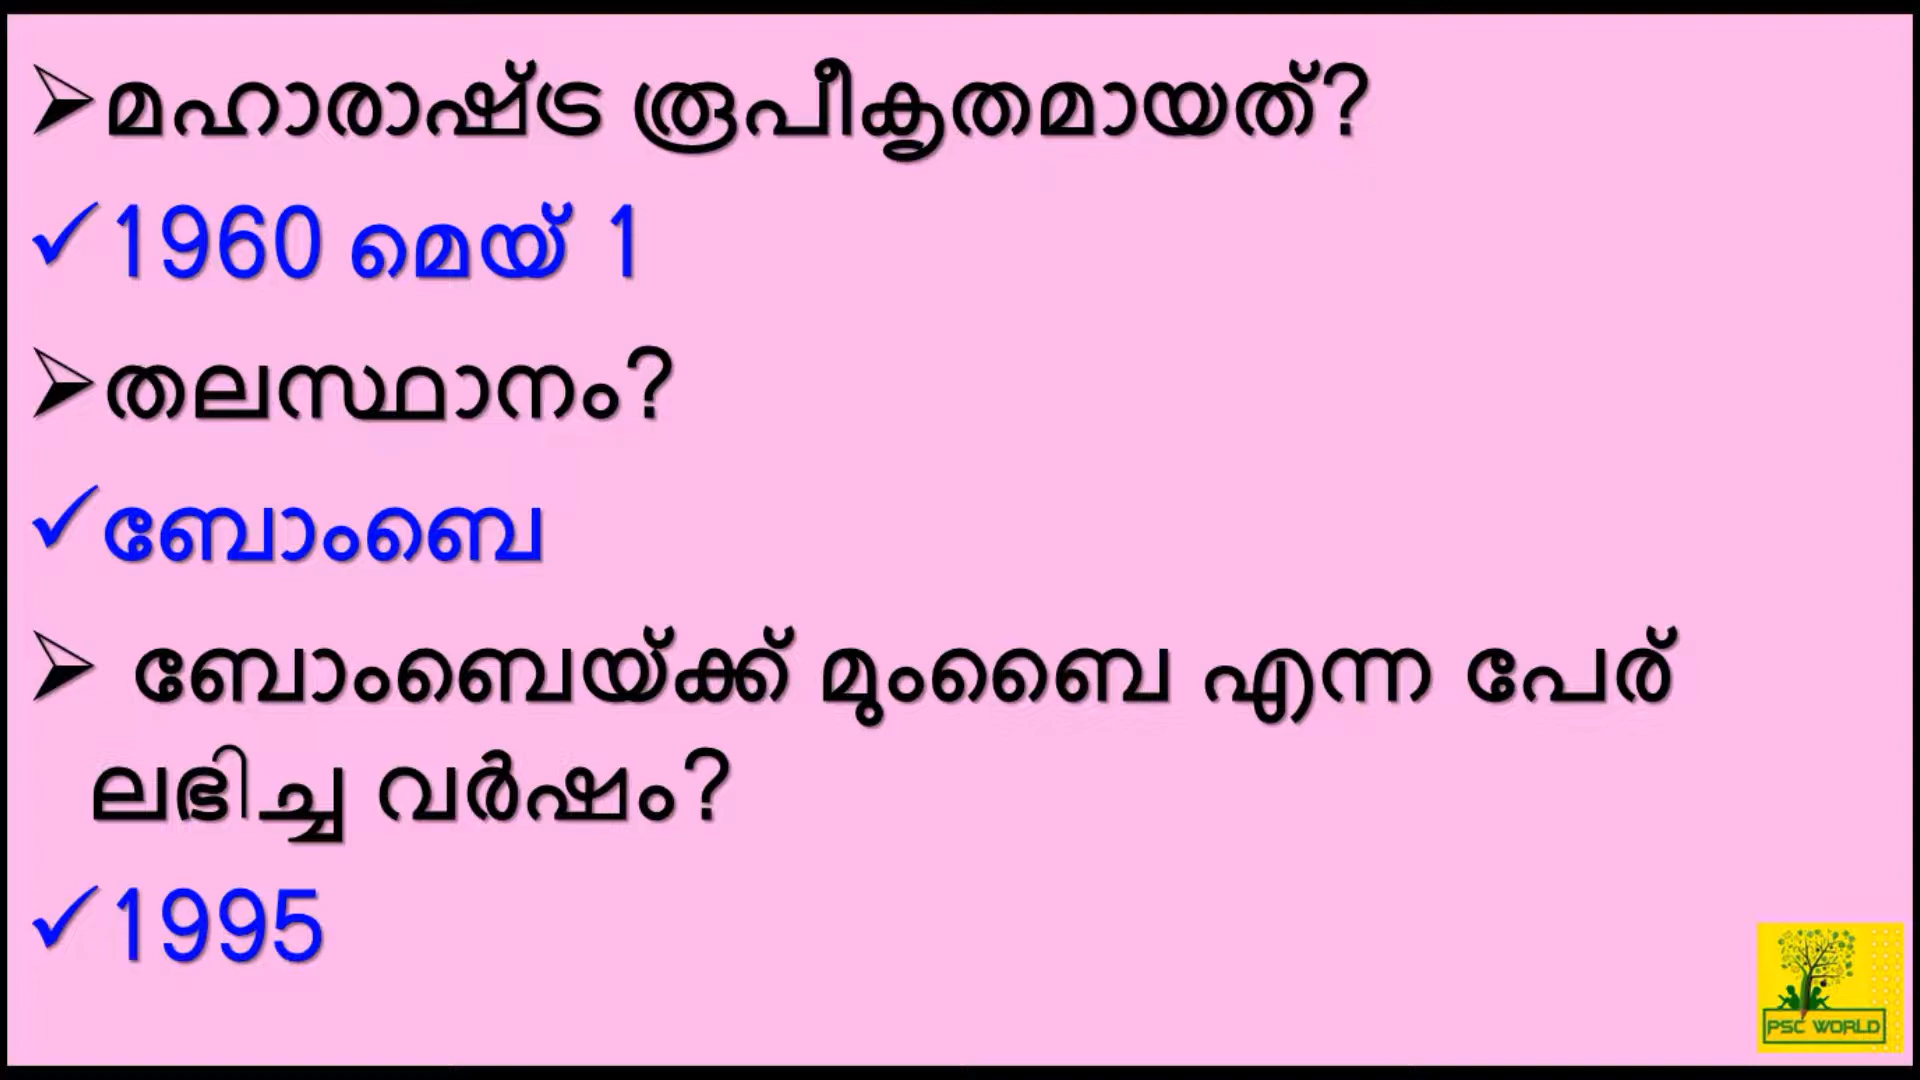 ➢മഹാരാഷ്ട്ര രൂപീകൃതമായത്?
✓1960 മെയ് 1
➢തലസ്ഥാനം?
✓ബോംബെ
➢ ബോംബെയ്ക്ക് മുംബൈ എന്ന പേര്
ലഭിച്ച വർഷം?
✓1995
PSC WORLD